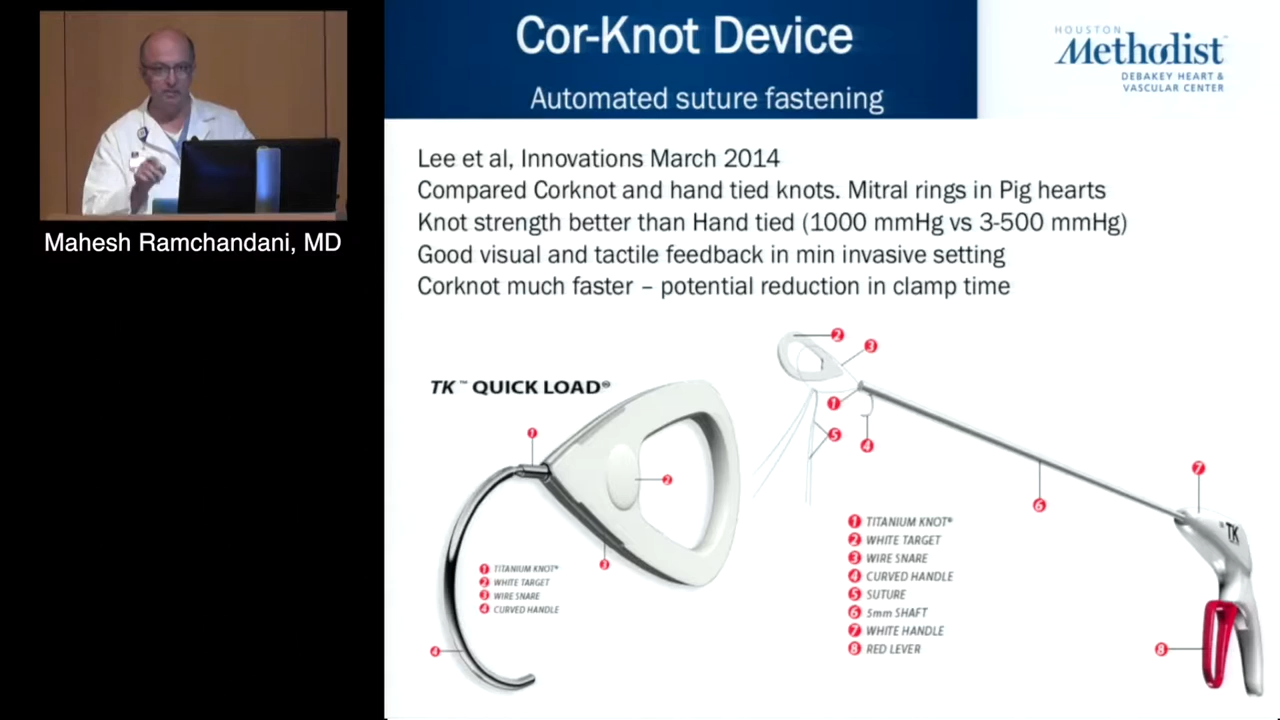 Cor-Knot Device
Automated suture fastening
HOUSTON
Methodist
DEBAKEY HEART &
VASCULAR CENTER
Mahesh Ramchandani, MD
Lee et al, Innovations March 2014
Compared Corknot and hand tied knots. Mitral rings in Pig hearts
Knot strength better than Hand tied (1000 mmHg vs 3-500 mmHg)
Good visual and tactile feedback in min invasive setting
Corknot much faster – potential reduction in clamp time
TK™ QUICK LOAD®
1
2
3
4
1 TITANIUM KNOT®
2 WHITE TARGET
3 WIRE SNARE
4 CURVED HANDLE
2
3
1
5
4
6
7
8
TK
1 TITANIUM KNOT®
2 WHITE TARGET
3 WIRE SNARE
4 CURVED HANDLE
5 SUTURE
6 5mm SHAFT
7 WHITE HANDLE
8 RED LEVER